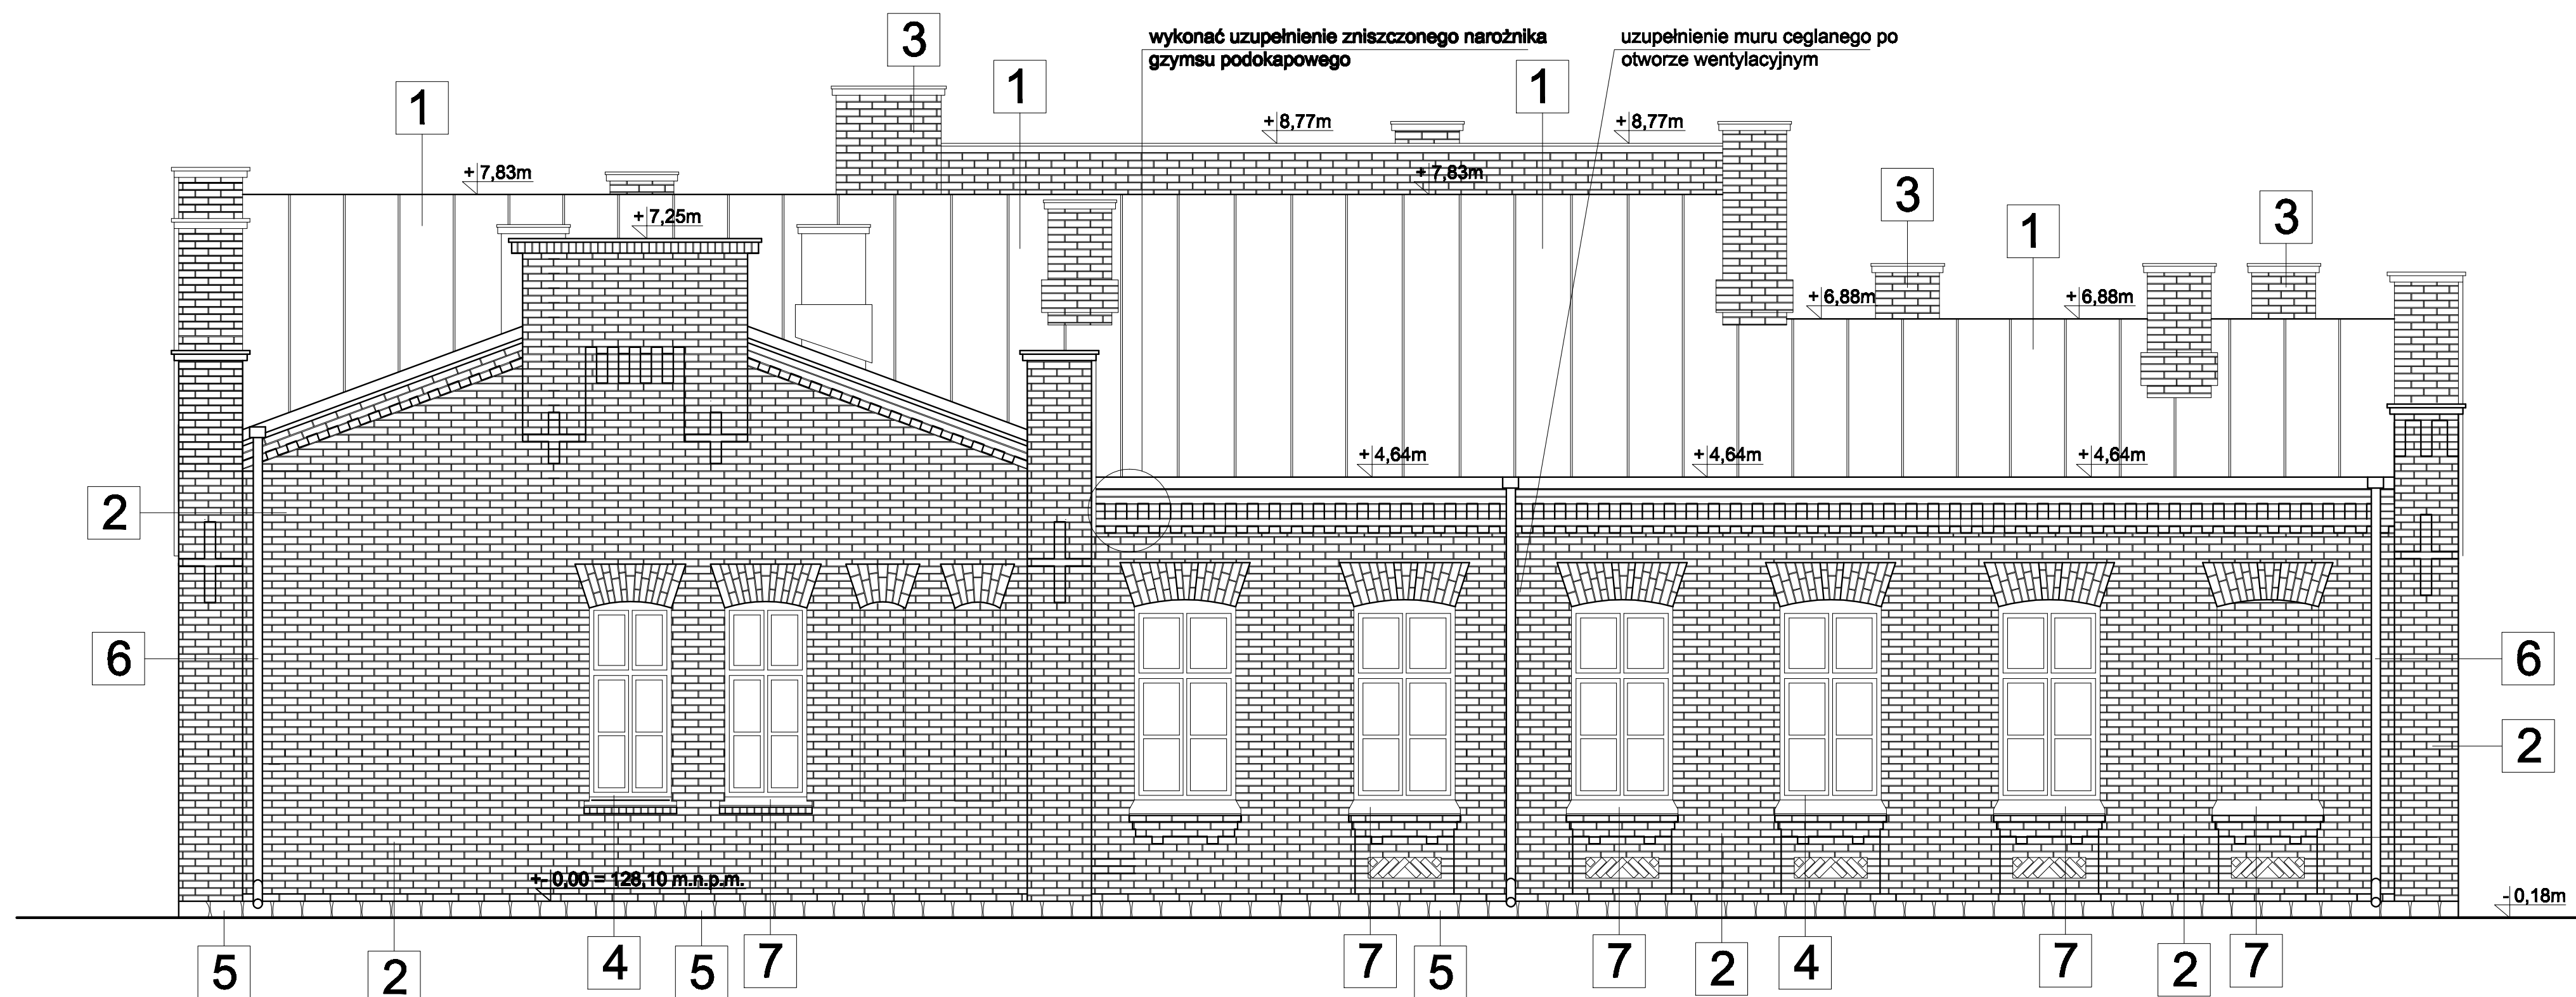 3
wykonać uzupełnienie zniszczonego narożnika
gzymsu podokapowego
uzupełnienie muru ceglanego po
otworze wentylacyjnym
1
1
1
+ 8,77m
+ 8,77m
+ 7,83m
+ 7,83m
3
3
+ 7,25m
1
+ 6,88m
+ 6,88m
+ 4,64m
+ 4,64m
+ 4,64m
2
6
6
2
+- 0,00 = 128,10 m.n.p.m.
- 0,18m
5
2
4
5
7
7
5
7
2
4
7
2
7